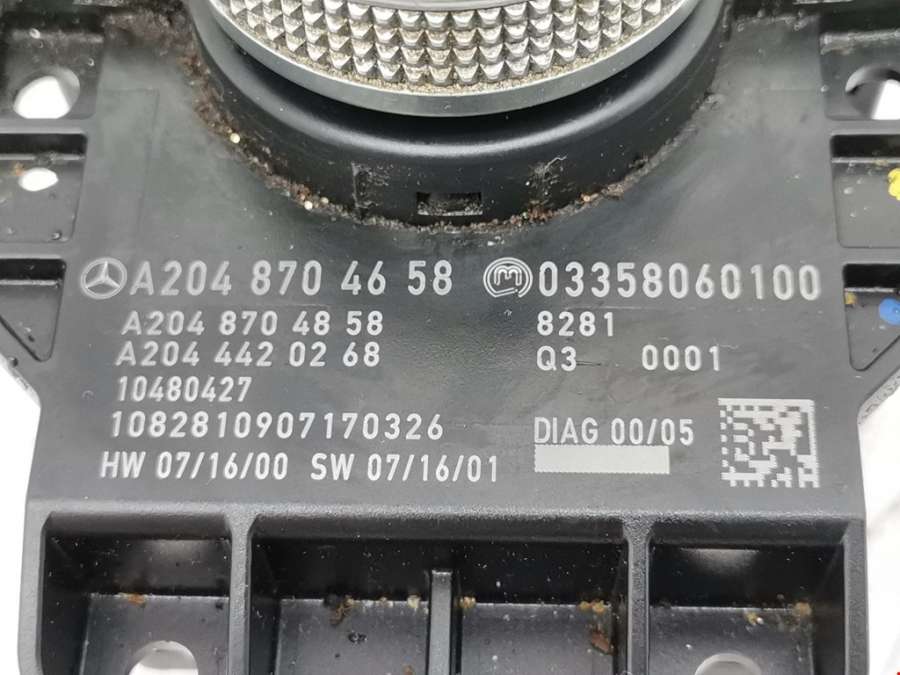 A204 870 46 58
03358060100
A204 870 48 58
8281
A204 442 02 68
Q3 0001
10480427
1082810907170326
DIAG 00/05
HW 07/16/00 SW 07/16/01